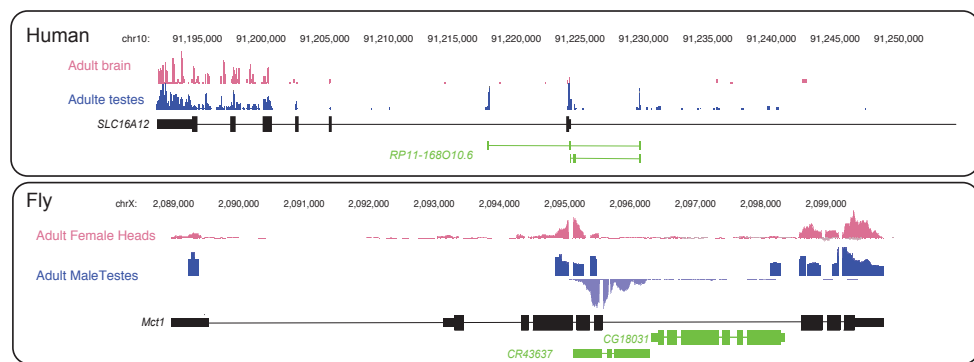 Human
chr10: 91,195,000 91,200,000 91,205,000 91,210,000 91,215,000 91,220,000 91,225,000 91,230,000 91,235,000 91,240,000 91,245,000 91,250,000
Adult brain
Adulte testes
SLC16A12
RP11-168O10.6
Fly
chrX: 2,089,000 2,090,000 2,091,000 2,092,000 2,093,000 2,094,000 2,095,000 2,096,000 2,097,000 2,098,000 2,099,000
Adult Female Heads
Adult MaleTestes
Mct1
CG18031
CR43637